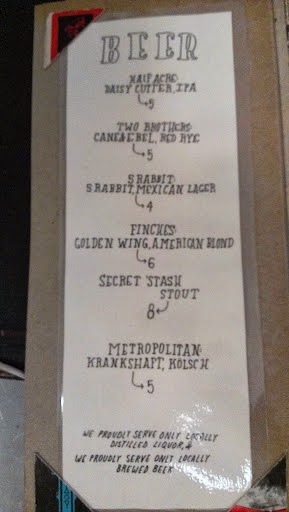 BEER
HALF ACRE
DAISY CUTTER, IPA
5
TWO BROTHERS
CANE & EBEL, RED RYE
5
5 RABBIT
5 RABBIT, MEXICAN LAGER
4
FINCHES
GOLDEN WING, AMERICAN BLOND
6
SECRET STASH
STOUT
8
METROPOLITAN
KRANKSHAFT, KÖLSCH
5
WE PROUDLY SERVE ONLY LOCALLY
DISTILLED LIQUOR, &
WE PROUDLY SERVE ONLY LOCALLY
BREWED BEER